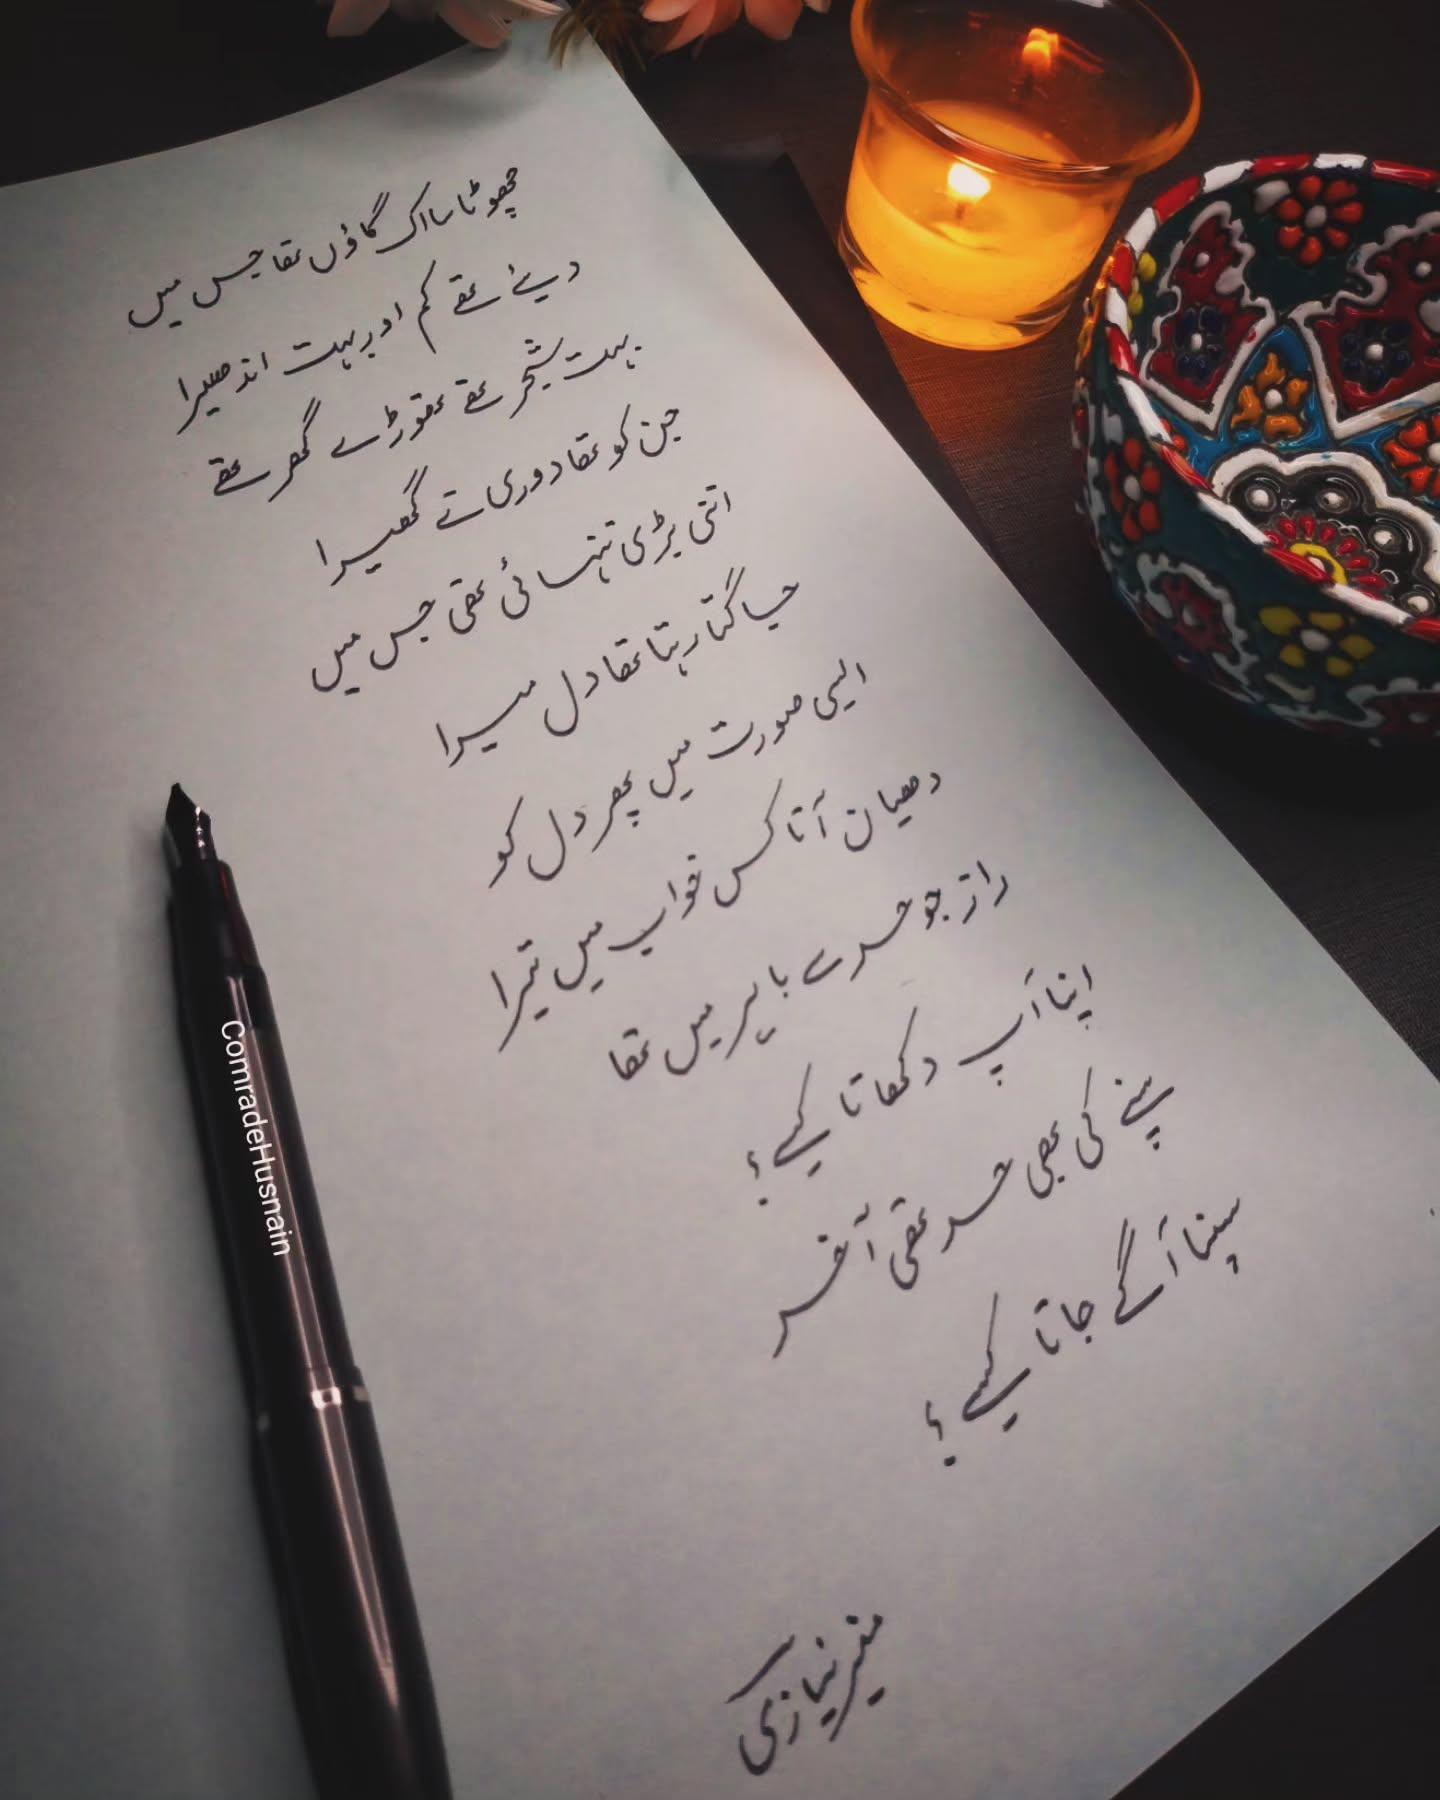 چھوٹا سا اک گاؤں تھا جس میں
دیئے تھے کم اور بہت اندھیرا
بہت شجر تھے تھوڑے گھر تھے
جن کو تھا دوری نے گھیرا
اتنی بڑی تنہائی تھی جس میں
جاگتا رہتا تھا دل میرا
ایسی صورت میں پھر دل کو
دھیان آتا کس خواب میں تیرا
راز جو حد سے باہر میں تھا
اپنا آپ دکھاتا کیسے؟
سپنے کی بھی حد تھی آخر
سپنا آگے جاتا کیسے؟
منیر نیازی
ComradeHusnain